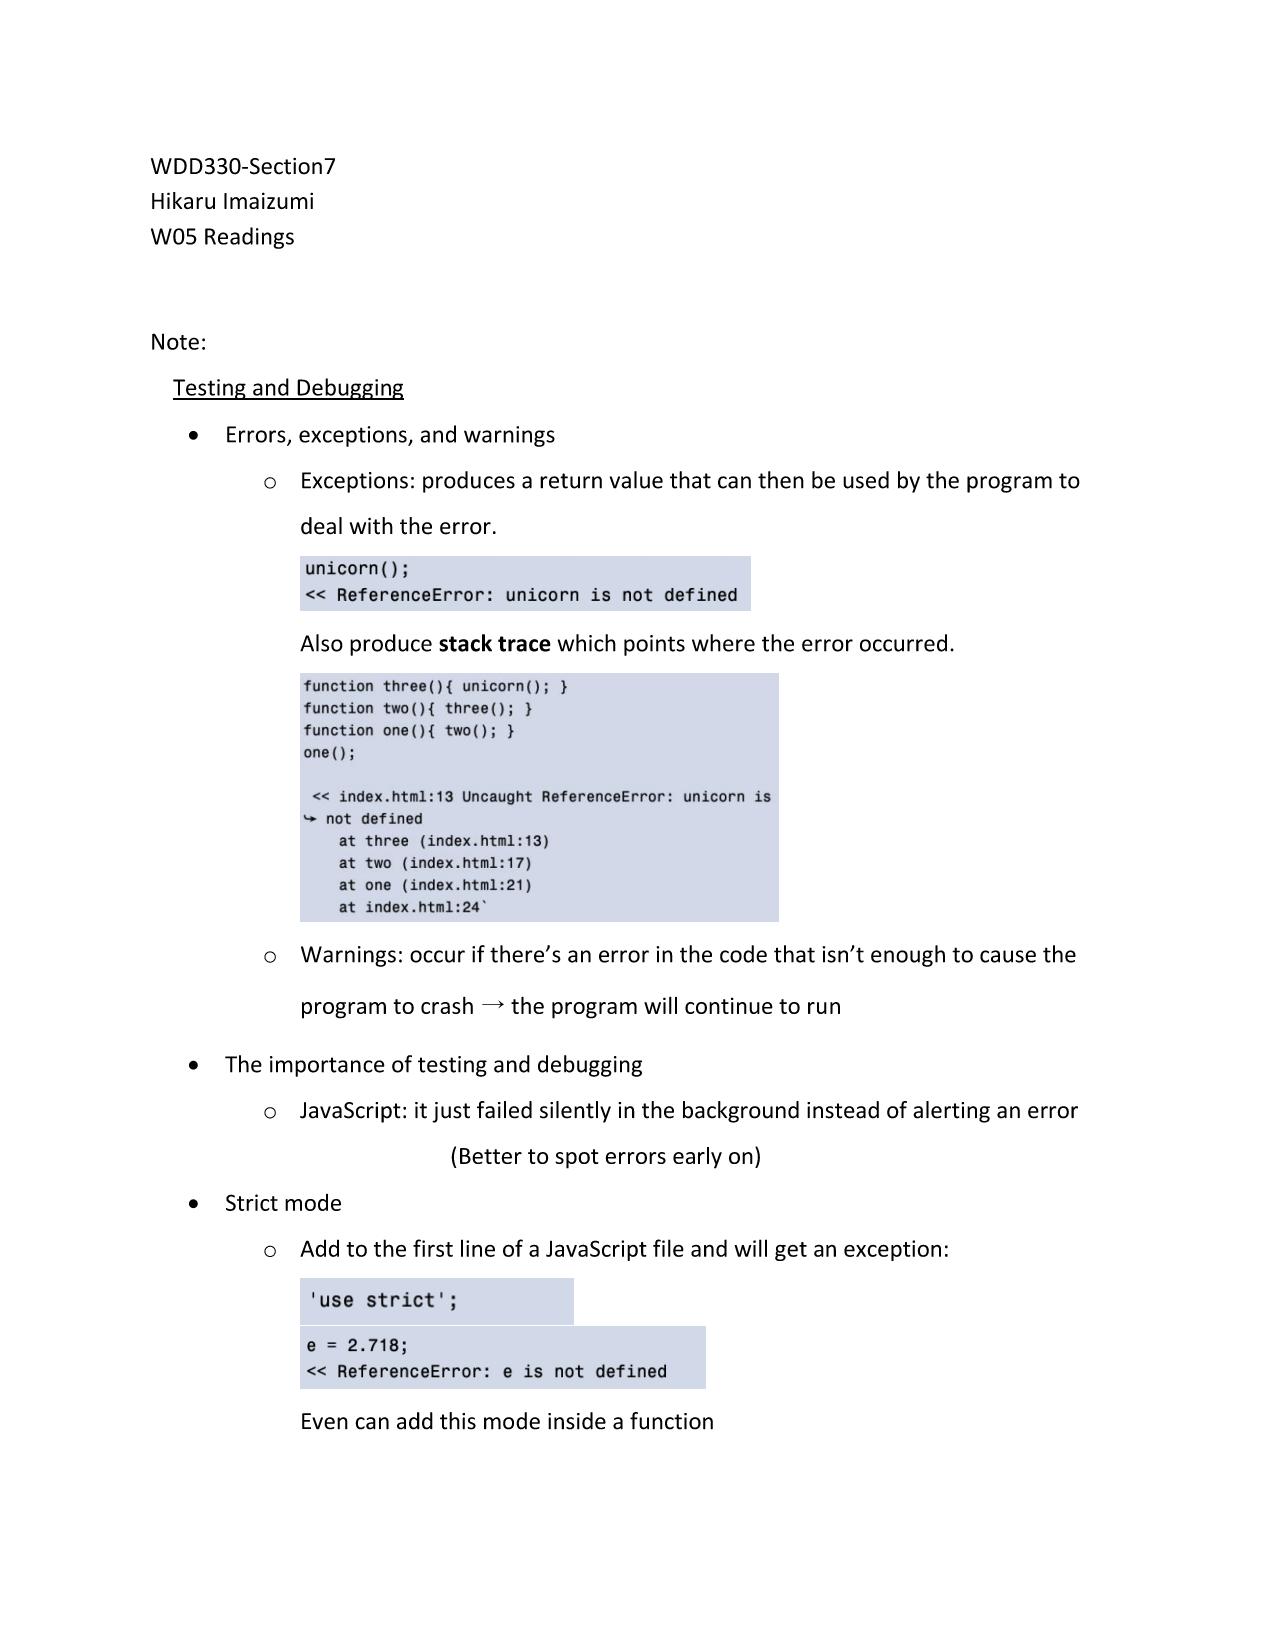 WDD330-Section7
Hikaru Imaizumi
W05 Readings
Note:
Testing and Debugging
• Errors, exceptions, and warnings
o Exceptions: produces a return value that can then be used by the program to
deal with the error.
unicorn();
<< ReferenceError: unicorn is not defined
Also produce stack trace which points where the error occurred.
function three(){ unicorn(); }
function two(){ three(); }
function one(){ two(); }
one();
<< index.html:13 Uncaught ReferenceError: unicorn is
↪ not defined
at three (index.html:13)
at two (index.html:17)
at one (index.html:21)
at index.html:24`
o Warnings: occur if there’s an error in the code that isn’t enough to cause the
program to crash → the program will continue to run
• The importance of testing and debugging
o JavaScript: it just failed silently in the background instead of alerting an error
(Better to spot errors early on)
• Strict mode
o Add to the first line of a JavaScript file and will get an exception:
'use strict';
e = 2.718;
<< ReferenceError: e is not defined
Even can add this mode inside a function